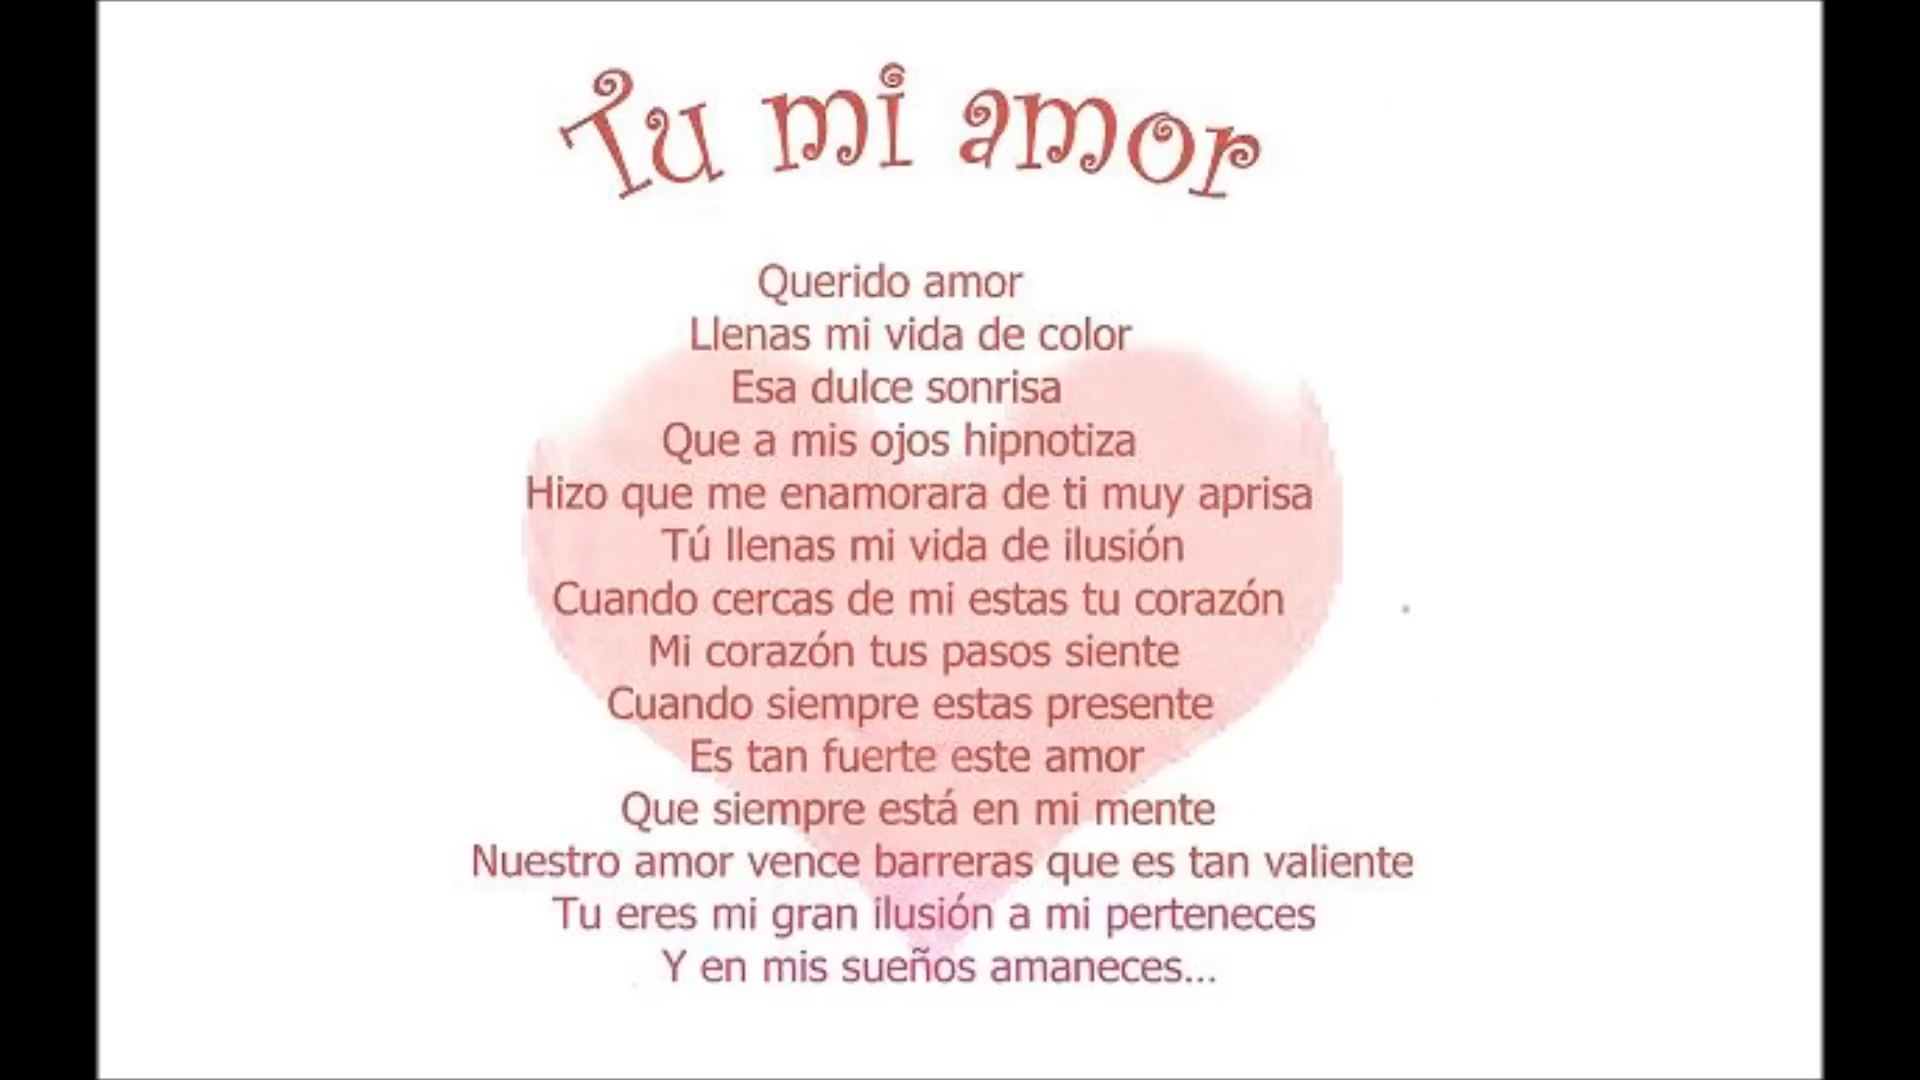 Tu mi amor
Querido amor
Llenas mi vida de color
Esa dulce sonrisa
Que a mis ojos hipnotiza
Hizo que me enamorara de ti muy aprisa
Tú llenas mi vida de ilusión
Cuando cercas de mi estas tu corazón
Mi corazón tus pasos siente
Cuando siempre estas presente
Es tan fuerte este amor
Que siempre está en mi mente
Nuestro amor vence barreras que es tan valiente
Tu eres mi gran ilusión a mi perteneces
Y en mis sueños amaneces...